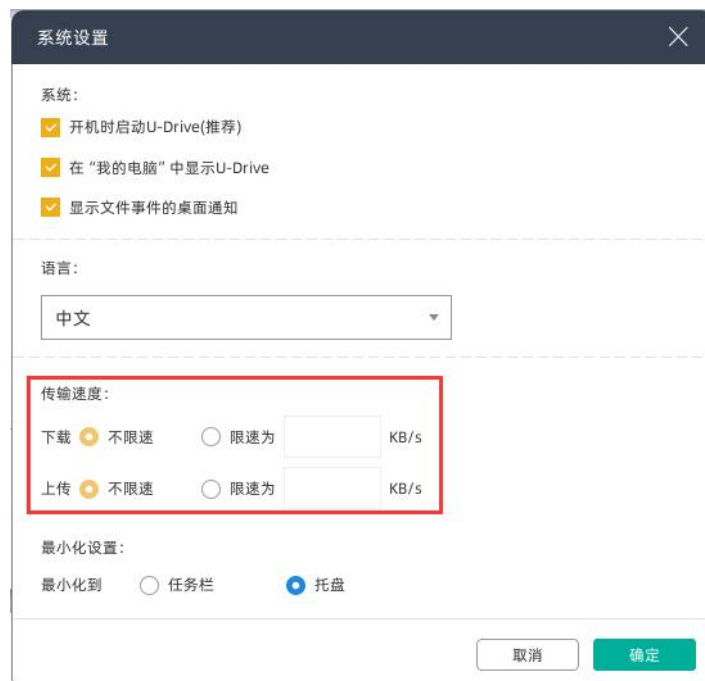 系统设置
系统：
开机时启动U-Drive(推荐)
在“我的电脑”中显示U-Drive
显示文件事件的桌面通知
语言：
中文
传输速度：
下载 不限速 限速为 KB/s
上传 不限速 限速为 KB/s
最小化设置：
最小化到 任务栏 托盘
取消 确定